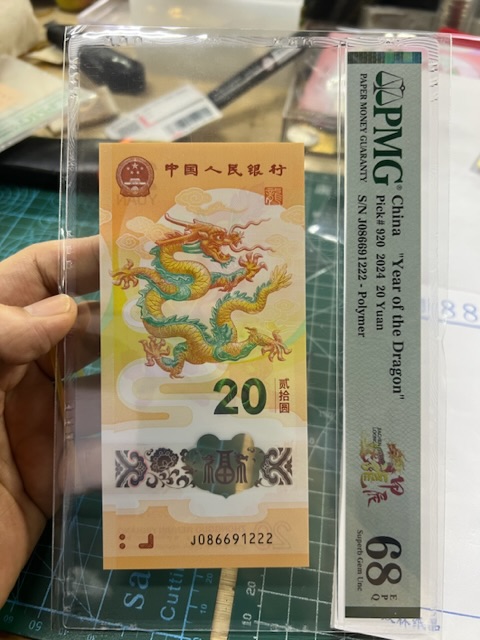 中国人民银行
20
贰拾圆
福
J086691222
PMG
PAPER MONEY GUARANTY
China "Year of the Dragon"
Pick# 920 2024 20 Yuan
S/N J086691222 - Polymer
68 EPQ
Superb Gem Unc